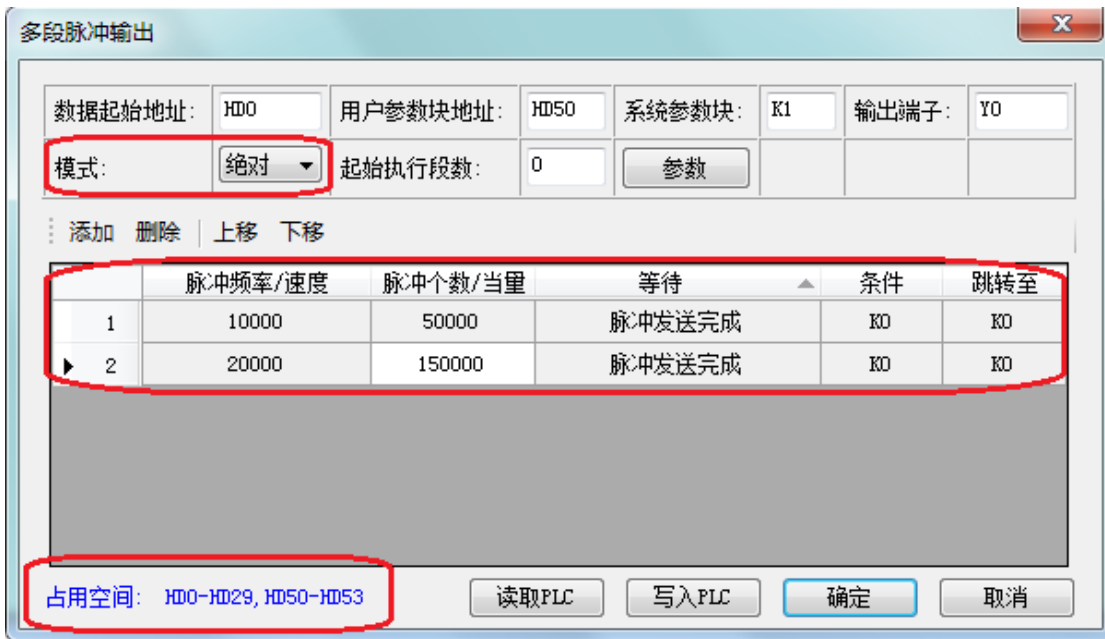 多段脉冲输出
数据起始地址: HD0 用户参数块地址: HD50 系统参数块: K1 输出端子: Y0
模式: 绝对 起始执行段数: 0 参数
添加 删除 上移 下移
脉冲频率/速度 脉冲个数/当量 等待 条件 跳转至
1 10000 50000 脉冲发送完成 K0 K0
2 20000 150000 脉冲发送完成 K0 K0
占用空间: HD0-HD29,HD50-HD53 读取PLC 写入PLC 确定 取消